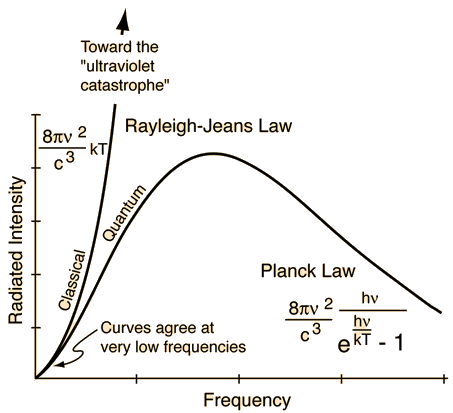 Toward the
"ultraviolet
catastrophe"
Rayleigh-Jeans Law
8πν²/c³ kT
Classical
Quantum
Planck Law
8πν²/c³ hν/(e^(hν/kT) - 1)
Curves agree at
very low frequencies
Radiated Intensity
Frequency